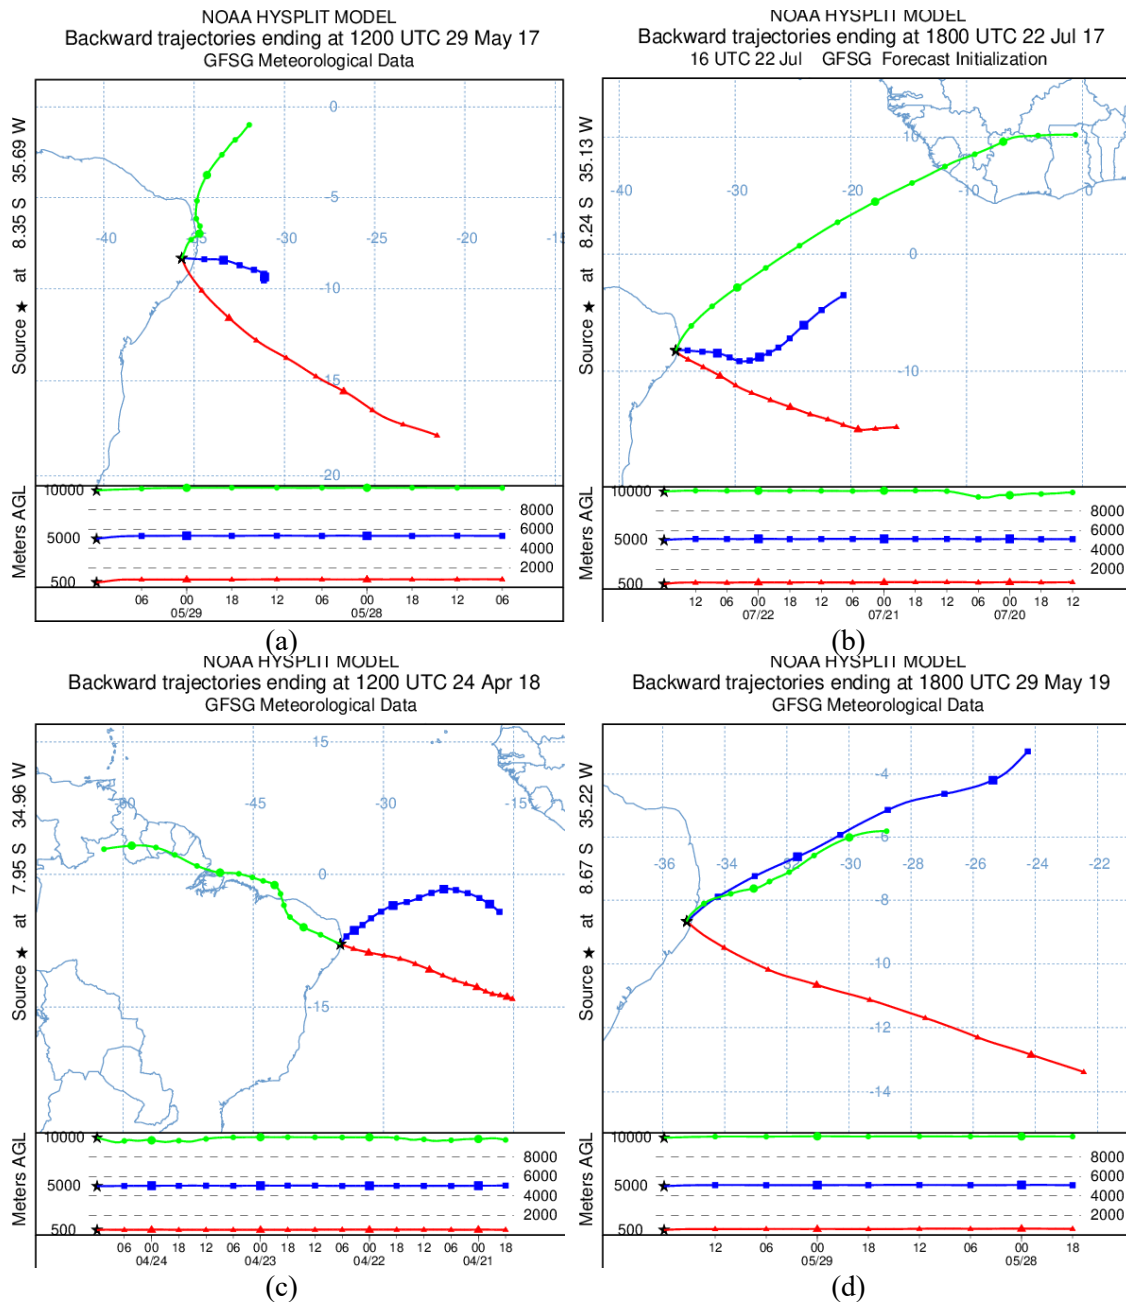 NOAA HYSPLIT MODEL
Backward trajectories ending at 1200 UTC 29 May 17
GFSG Meteorological Data
Source ★ at 8.35 S 35.69 W
0
-5
-40 -35 -30 -25 -20 -15
-10
-15
-20
Meters AGL
10000
8000
6000
5000
4000
2000
500
06 00 18 12 06 00 18 12 06
05/29 05/28
(a)
NOAA HYSPLIT MODEL
Backward trajectories ending at 1800 UTC 22 Jul 17
16 UTC 22 Jul GFSG Forecast Initialization
Source ★ at 8.24 S 35.13 W
10
-40 -30 -20 -10 0
0
-10
Meters AGL
10000
8000
6000
5000
4000
2000
500
12 06 00 18 12 06 00 18 12 06 00 18 12
07/22 07/21 07/20
(b)
NOAA HYSPLIT MODEL
Backward trajectories ending at 1200 UTC 24 Apr 18
GFSG Meteorological Data
Source ★ at 7.95 S 34.96 W
15
-60 -45 -30 -15
0
-15
Meters AGL
10000
8000
6000
5000
4000
2000
500
06 00 18 12 06 00 18 12 06 00 18 12 06 00 18
04/24 04/23 04/22 04/21
(c)
NOAA HYSPLIT MODEL
Backward trajectories ending at 1800 UTC 29 May 19
GFSG Meteorological Data
Source ★ at 8.67 S 35.22 W
-4
-6
-36 -34 -32 -30 -28 -26 -24 -22
-8
-10
-12
-14
Meters AGL
10000
8000
6000
5000
4000
2000
500
12 06 00 18 12 06 00 18
05/29 05/28
(d)